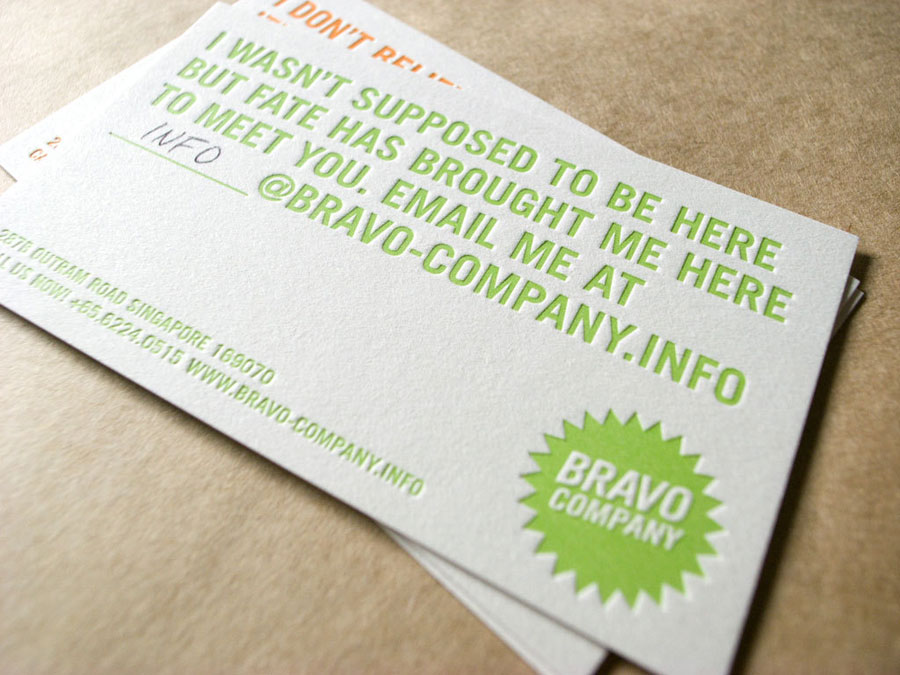 I DON'T
I WASN'T SUPPOSED TO BE HERE
BUT FATE HAS BROUGHT ME HERE
TO MEET YOU. EMAIL ME AT
INFO @BRAVO-COMPANY.INFO
287B OUTRAM ROAD SINGAPORE 169070
US NOW! +65.6224.0515 WWW.BRAVO-COMPANY.INFO
BRAVO
COMPANY